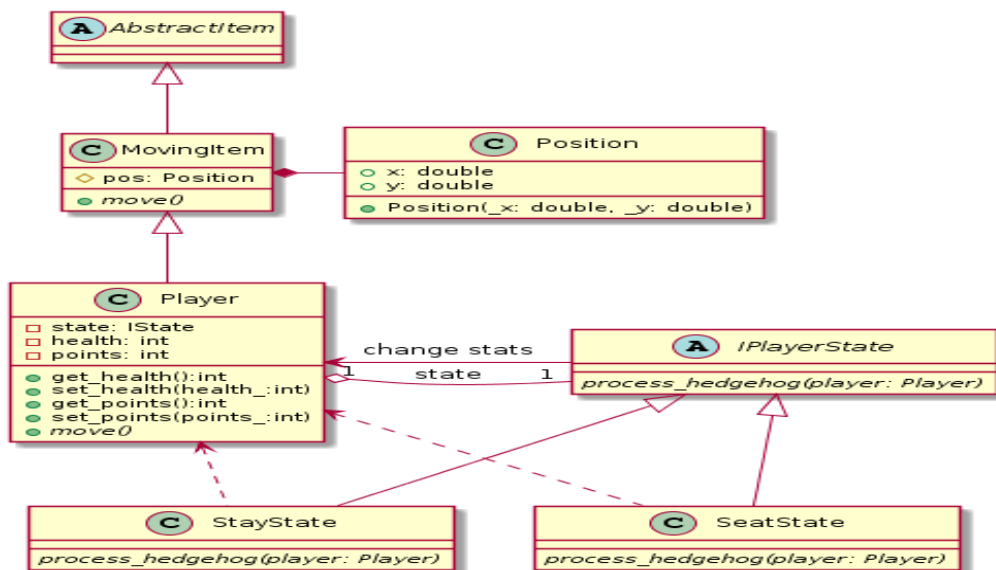 A AbstractItem
C MovingItem
pos: Position
move()
C Position
x: double
y: double
Position(_x: double, _y: double)
C Player
state: IState
health: int
points: int
get_health():int
set_health(health_:int)
get_points():int
set_points(points_:int)
move()
change stats
1 state 1
A IPlayerState
process_hedgehog(player: Player)
C StayState
process_hedgehog(player: Player)
C SeatState
process_hedgehog(player: Player)